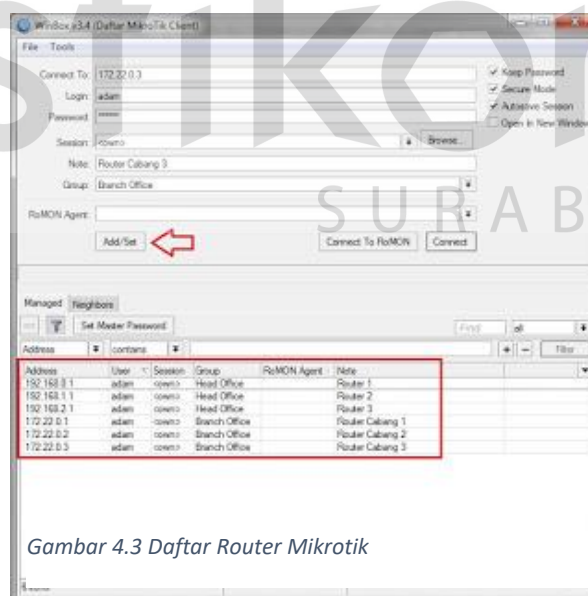 WinBox v3.4 (Daftar MikroTik Client)
File Tools
Connect To: 172.22.0.3
Keep Password
Login: adam
Secure Mode
Password:
Autosave Session
Open In New Window
Session: <own>
Browse...
Note: Router Cabang 3
Group: Branch Office
RoMON Agent:
Add/Set
Connect To RoMON
Connect
stikom
SURAB
Managed Neighbors
Set Master Password
Find
all
Address contains
Filter
Address User Session Group RoMON Agent Note
192.168.0.1 adam <own> Head Office Router 1
192.168.1.1 adam <own> Head Office Router 2
192.168.2.1 adam <own> Head Office Router 3
172.22.0.1 adam <own> Branch Office Router Cabang 1
172.22.0.2 adam <own> Branch Office Router Cabang 2
172.22.0.3 adam <own> Branch Office Router Cabang 3
Gambar 4.3 Daftar Router Mikrotik